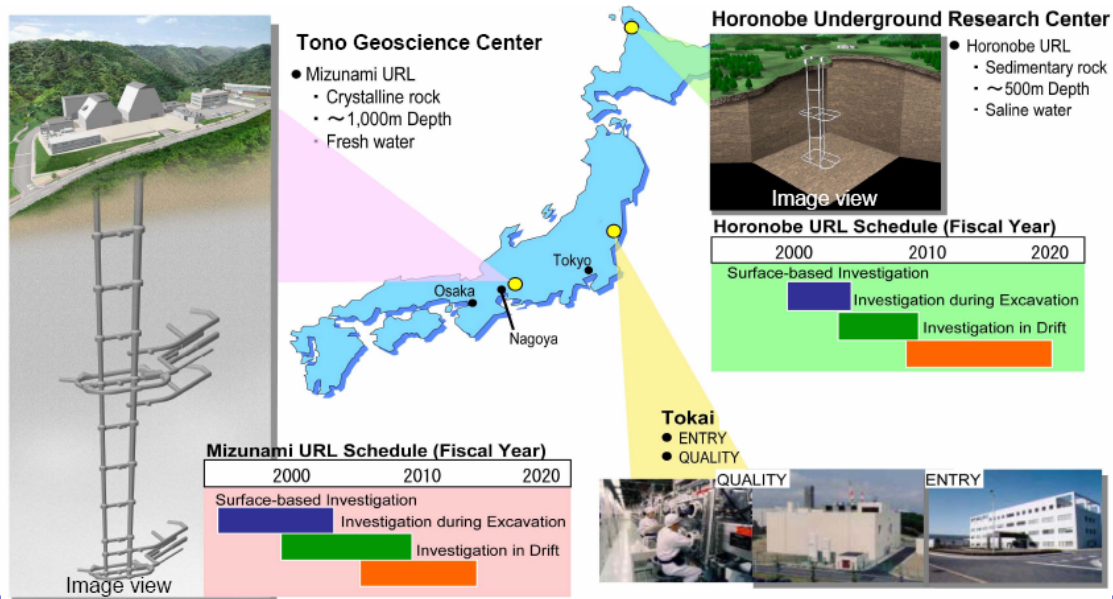 Tono Geoscience Center
● Mizunami URL
・ Crystalline rock
・ ～1,000m Depth
・ Fresh water
Image view
Horonobe Underground Research Center
● Horonobe URL
・ Sedimentary rock
・ ～500m Depth
・ Saline water
Image view
Horonobe URL Schedule (Fiscal Year)
2000 2010 2020
Surface-based Investigation
Investigation during Excavation
Investigation in Drift
Tokyo
Osaka
Nagoya
Tokai
● ENTRY
● QUALITY
QUALITY
ENTRY
Mizunami URL Schedule (Fiscal Year)
2000 2010 2020
Surface-based Investigation
Investigation during Excavation
Investigation in Drift